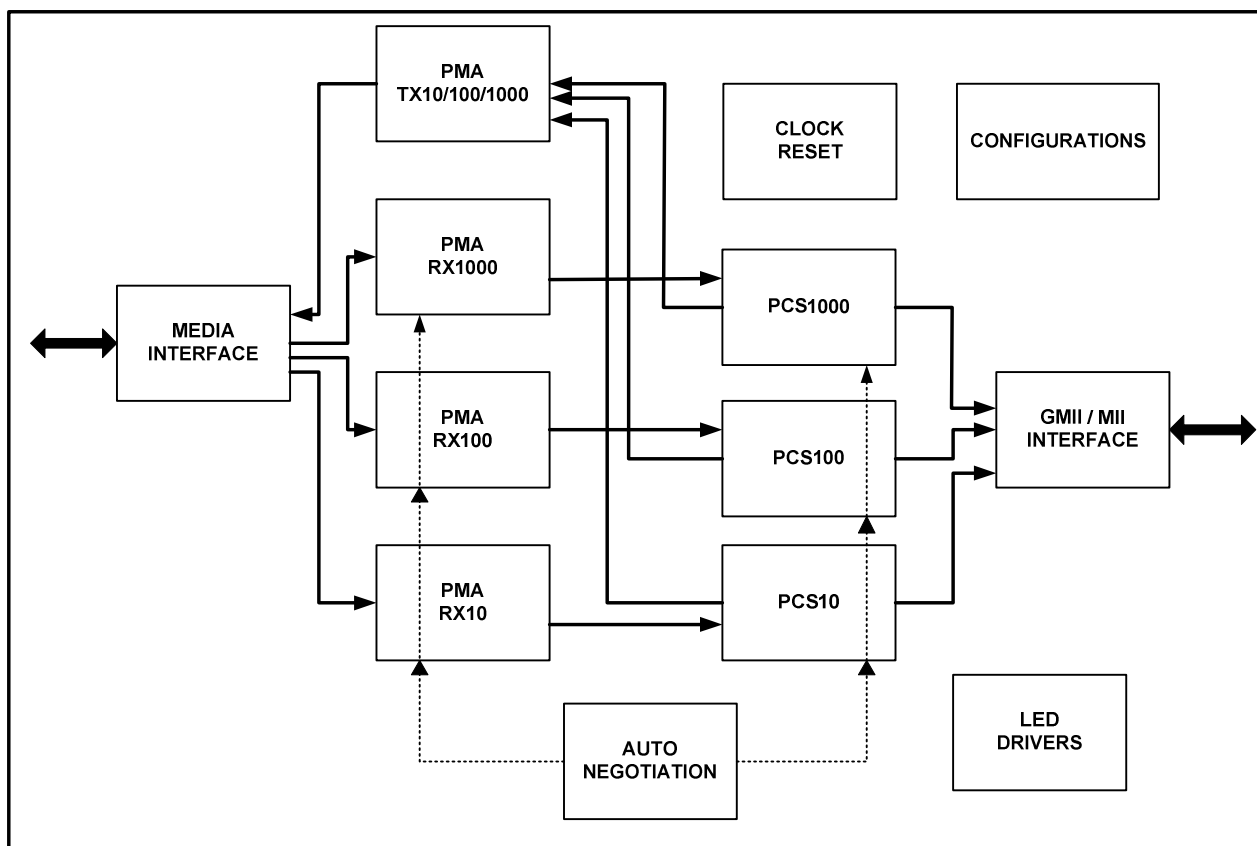 PMA
TX10/100/1000
CLOCK
RESET
CONFIGURATIONS
PMA
RX1000
PCS1000
MEDIA
INTERFACE
PMA
RX100
PCS100
GMII / MII
INTERFACE
PMA
RX10
PCS10
AUTO
NEGOTIATION
LED
DRIVERS